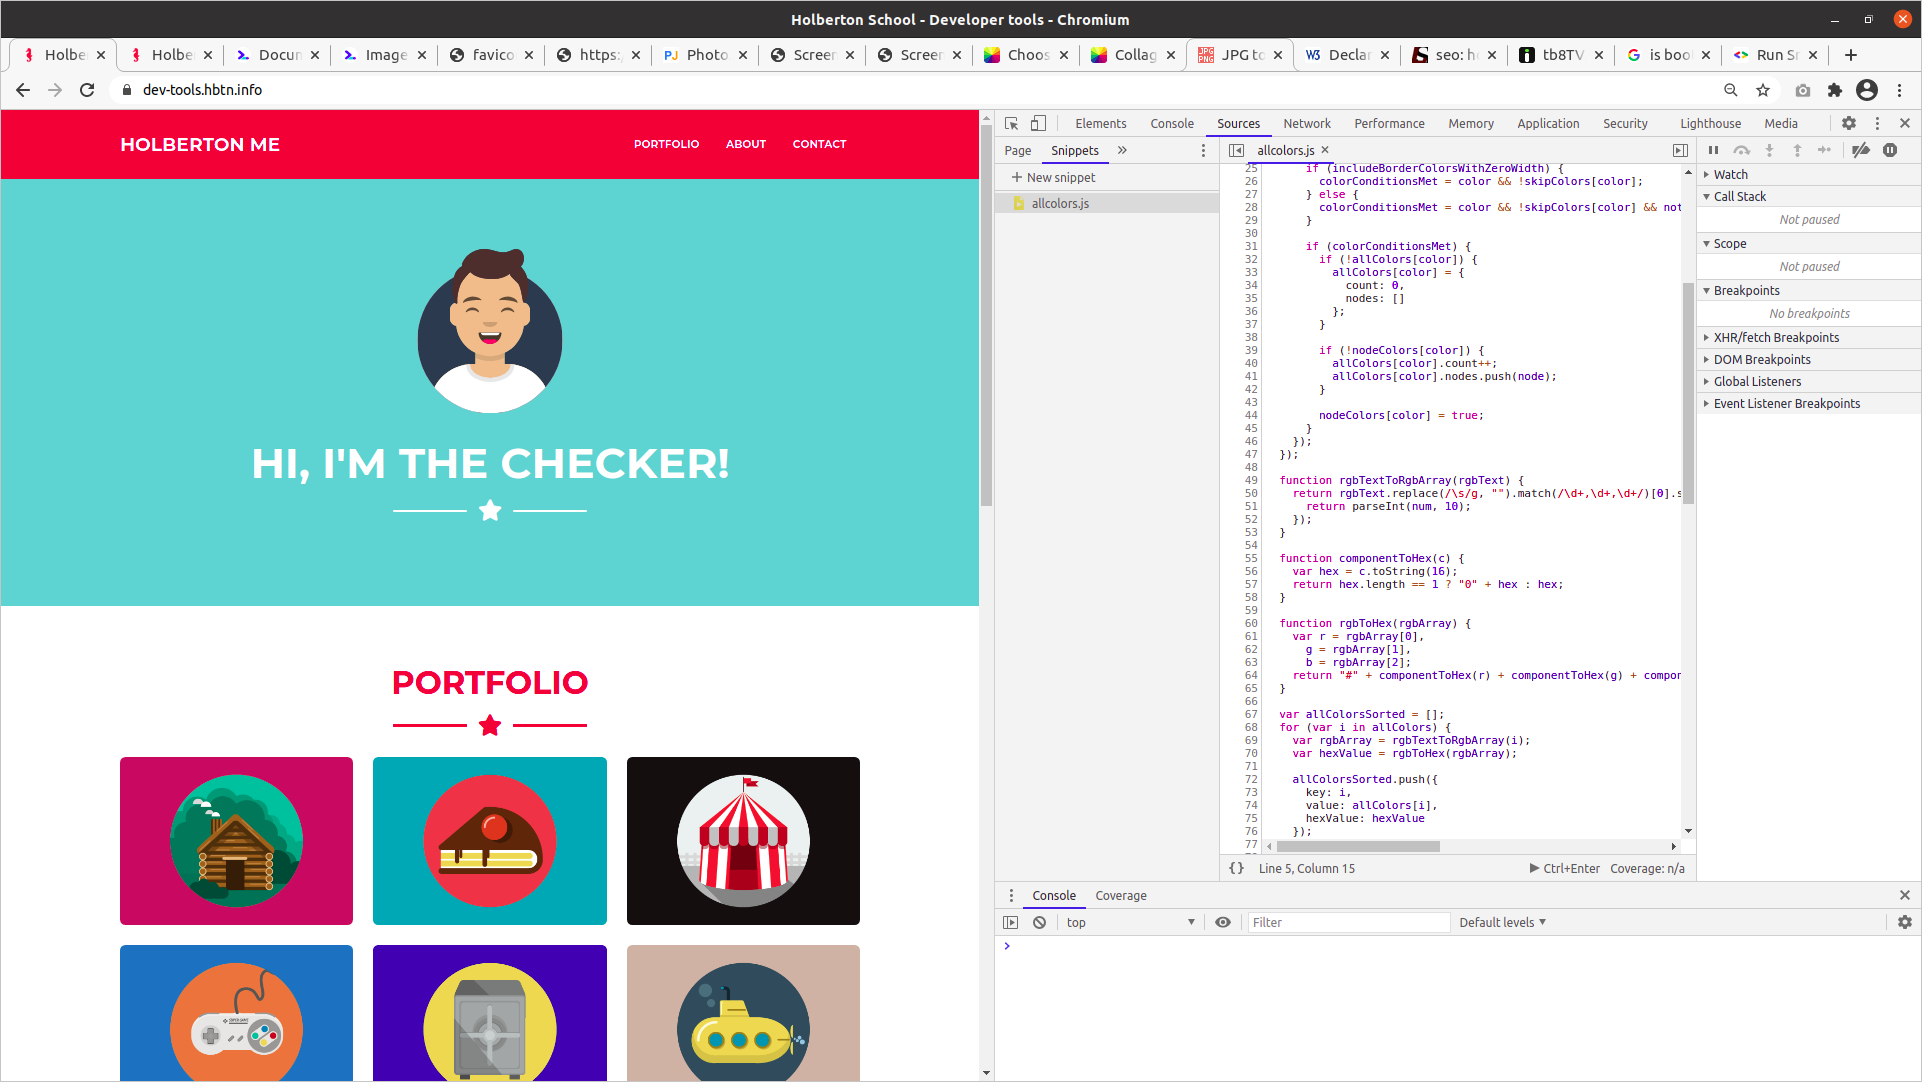 Holberton School - Developer tools - Chromium
Holbe Holbe Docum Image favico https:/ Photo Screen Screen Choos Collag JPG to Declar seo: h tb8TV is boo Run Sn
dev-tools.hbtn.info
HOLBERTON ME
PORTFOLIO ABOUT CONTACT
HI, I'M THE CHECKER!
PORTFOLIO
SUPER GAME
Elements Console Sources Network Performance Memory Application Security Lighthouse Media
Page Snippets
+ New snippet
allcolors.js
allcolors.js
25 if (includeBorderColorsWithZeroWidth) {
26 colorConditionsMet = color && !skipColors[color];
27 } else {
28 colorConditionsMet = color && !skipColors[color] && not
29 }
30
31 if (colorConditionsMet) {
32 if (!allColors[color]) {
33 allColors[color] = {
34 count: 0,
35 nodes: []
36 };
37 }
38
39 if (!nodeColors[color]) {
40 allColors[color].count++;
41 allColors[color].nodes.push(node);
42 }
43
44 nodeColors[color] = true;
45 }
46 });
47 });
48
49 function rgbTextToRgbArray(rgbText) {
50 return rgbText.replace(/\s/g, "").match(/\d+,\d+,\d+/)[0].s
51 return parseInt(num, 10);
52 });
53 }
54
55 function componentToHex(c) {
56 var hex = c.toString(16);
57 return hex.length == 1 ? "0" + hex : hex;
58 }
59
60 function rgbToHex(rgbArray) {
61 var r = rgbArray[0],
62 g = rgbArray[1],
63 b = rgbArray[2];
64 return "#" + componentToHex(r) + componentToHex(g) + compon
65 }
66
67 var allColorsSorted = [];
68 for (var i in allColors) {
69 var rgbArray = rgbTextToRgbArray(i);
70 var hexValue = rgbToHex(rgbArray);
71
72 allColorsSorted.push({
73 key: i,
74 value: allColors[i],
75 hexValue: hexValue
76 });
77
{} Line 5, Column 15 Ctrl+Enter Coverage: n/a
Watch
Call Stack
Not paused
Scope
Not paused
Breakpoints
No breakpoints
XHR/fetch Breakpoints
DOM Breakpoints
Global Listeners
Event Listener Breakpoints
Console Coverage
top Filter Default levels